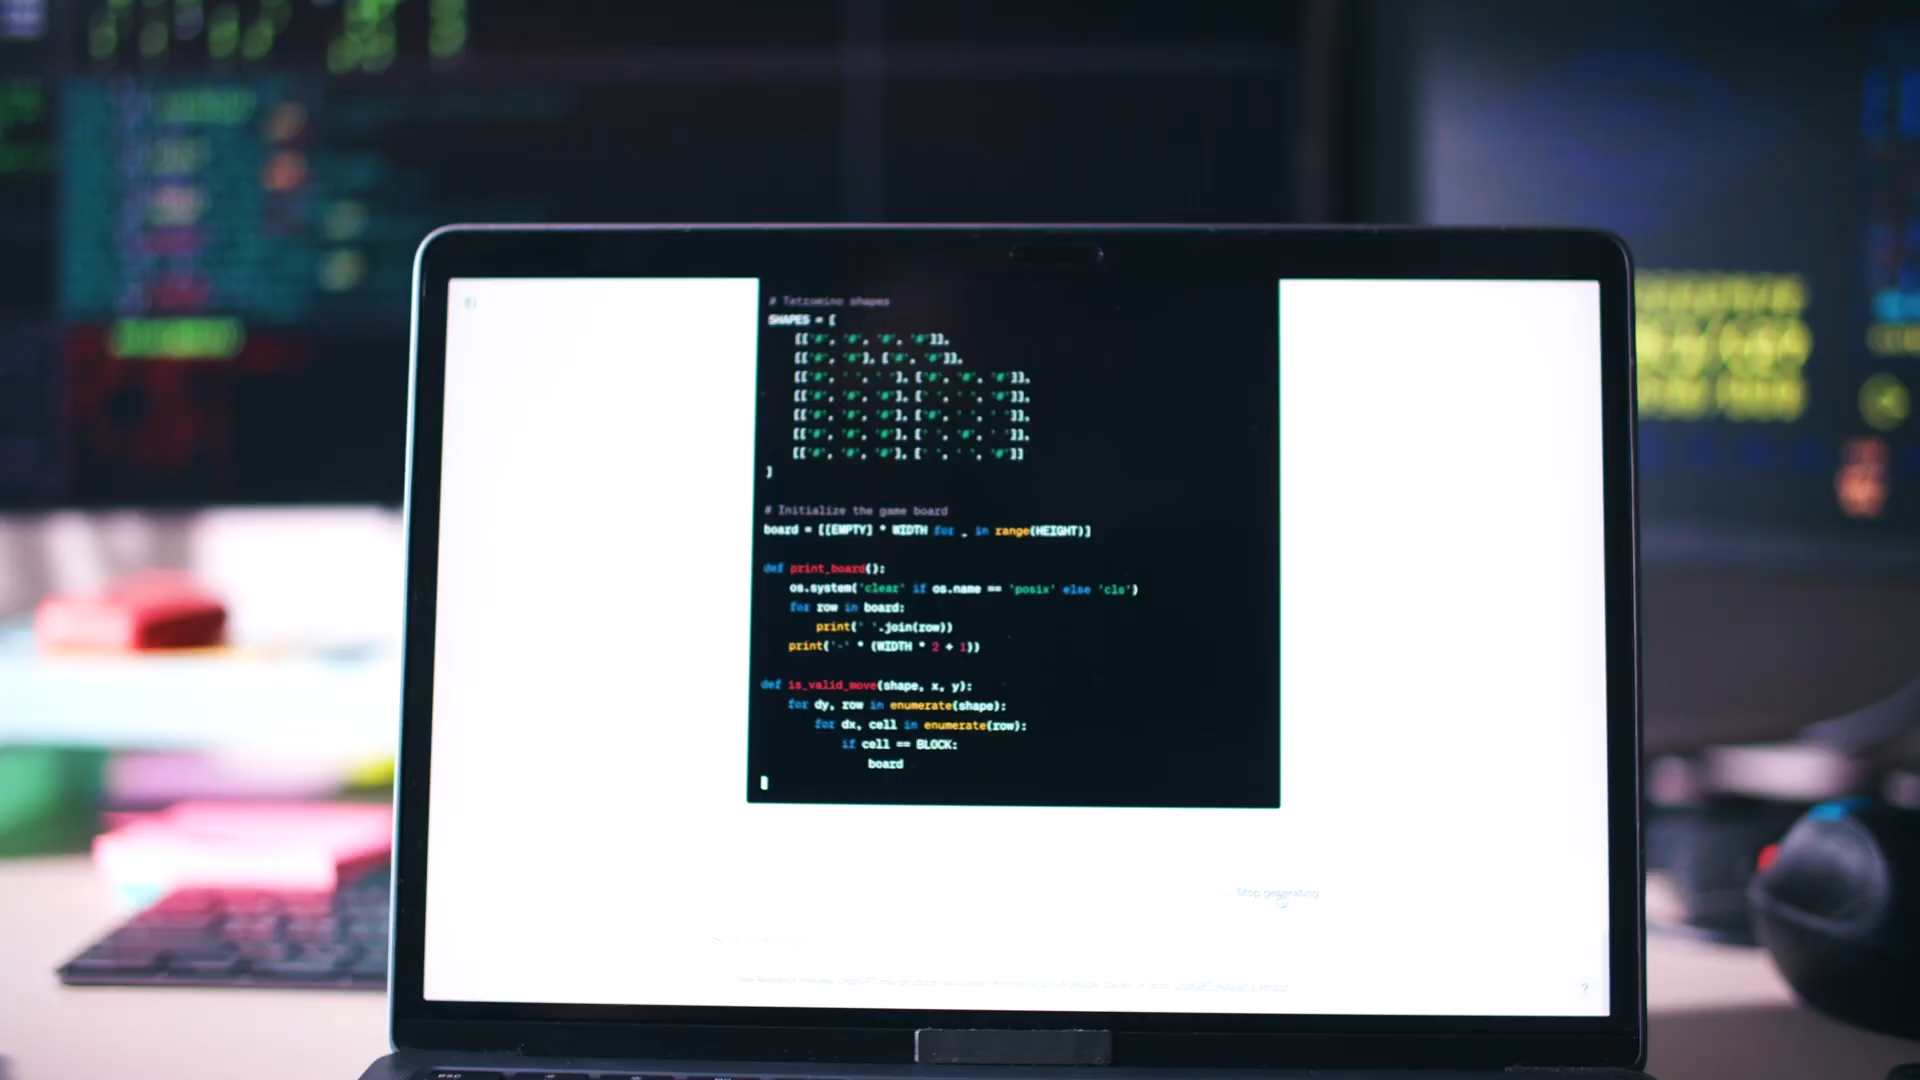 # Tetromino shapes
SHAPES = [
[['#', '#', '#', '#']],
[['#', '#'], ['#', '#']],
[['#', ' ', ' '], ['#', '#', '#']],
[['#', '#', '#'], [' ', ' ', '#']],
[['#', '#', '#'], ['#', ' ', ' ']],
[['#', '#', '#'], [' ', '#', ' ']],
[['#', '#', '#'], [' ', ' ', '#']]
]
# Initialize the game board
board = [[EMPTY] * WIDTH for _ in range(HEIGHT)]
def print_board():
os.system('clear' if os.name == 'posix' else 'cls')
for row in board:
print(' '.join(row))
print('-' * (WIDTH * 2 + 1))
def is_valid_move(shape, x, y):
for dy, row in enumerate(shape):
for dx, cell in enumerate(row):
if cell == BLOCK:
board
Stop generating
?